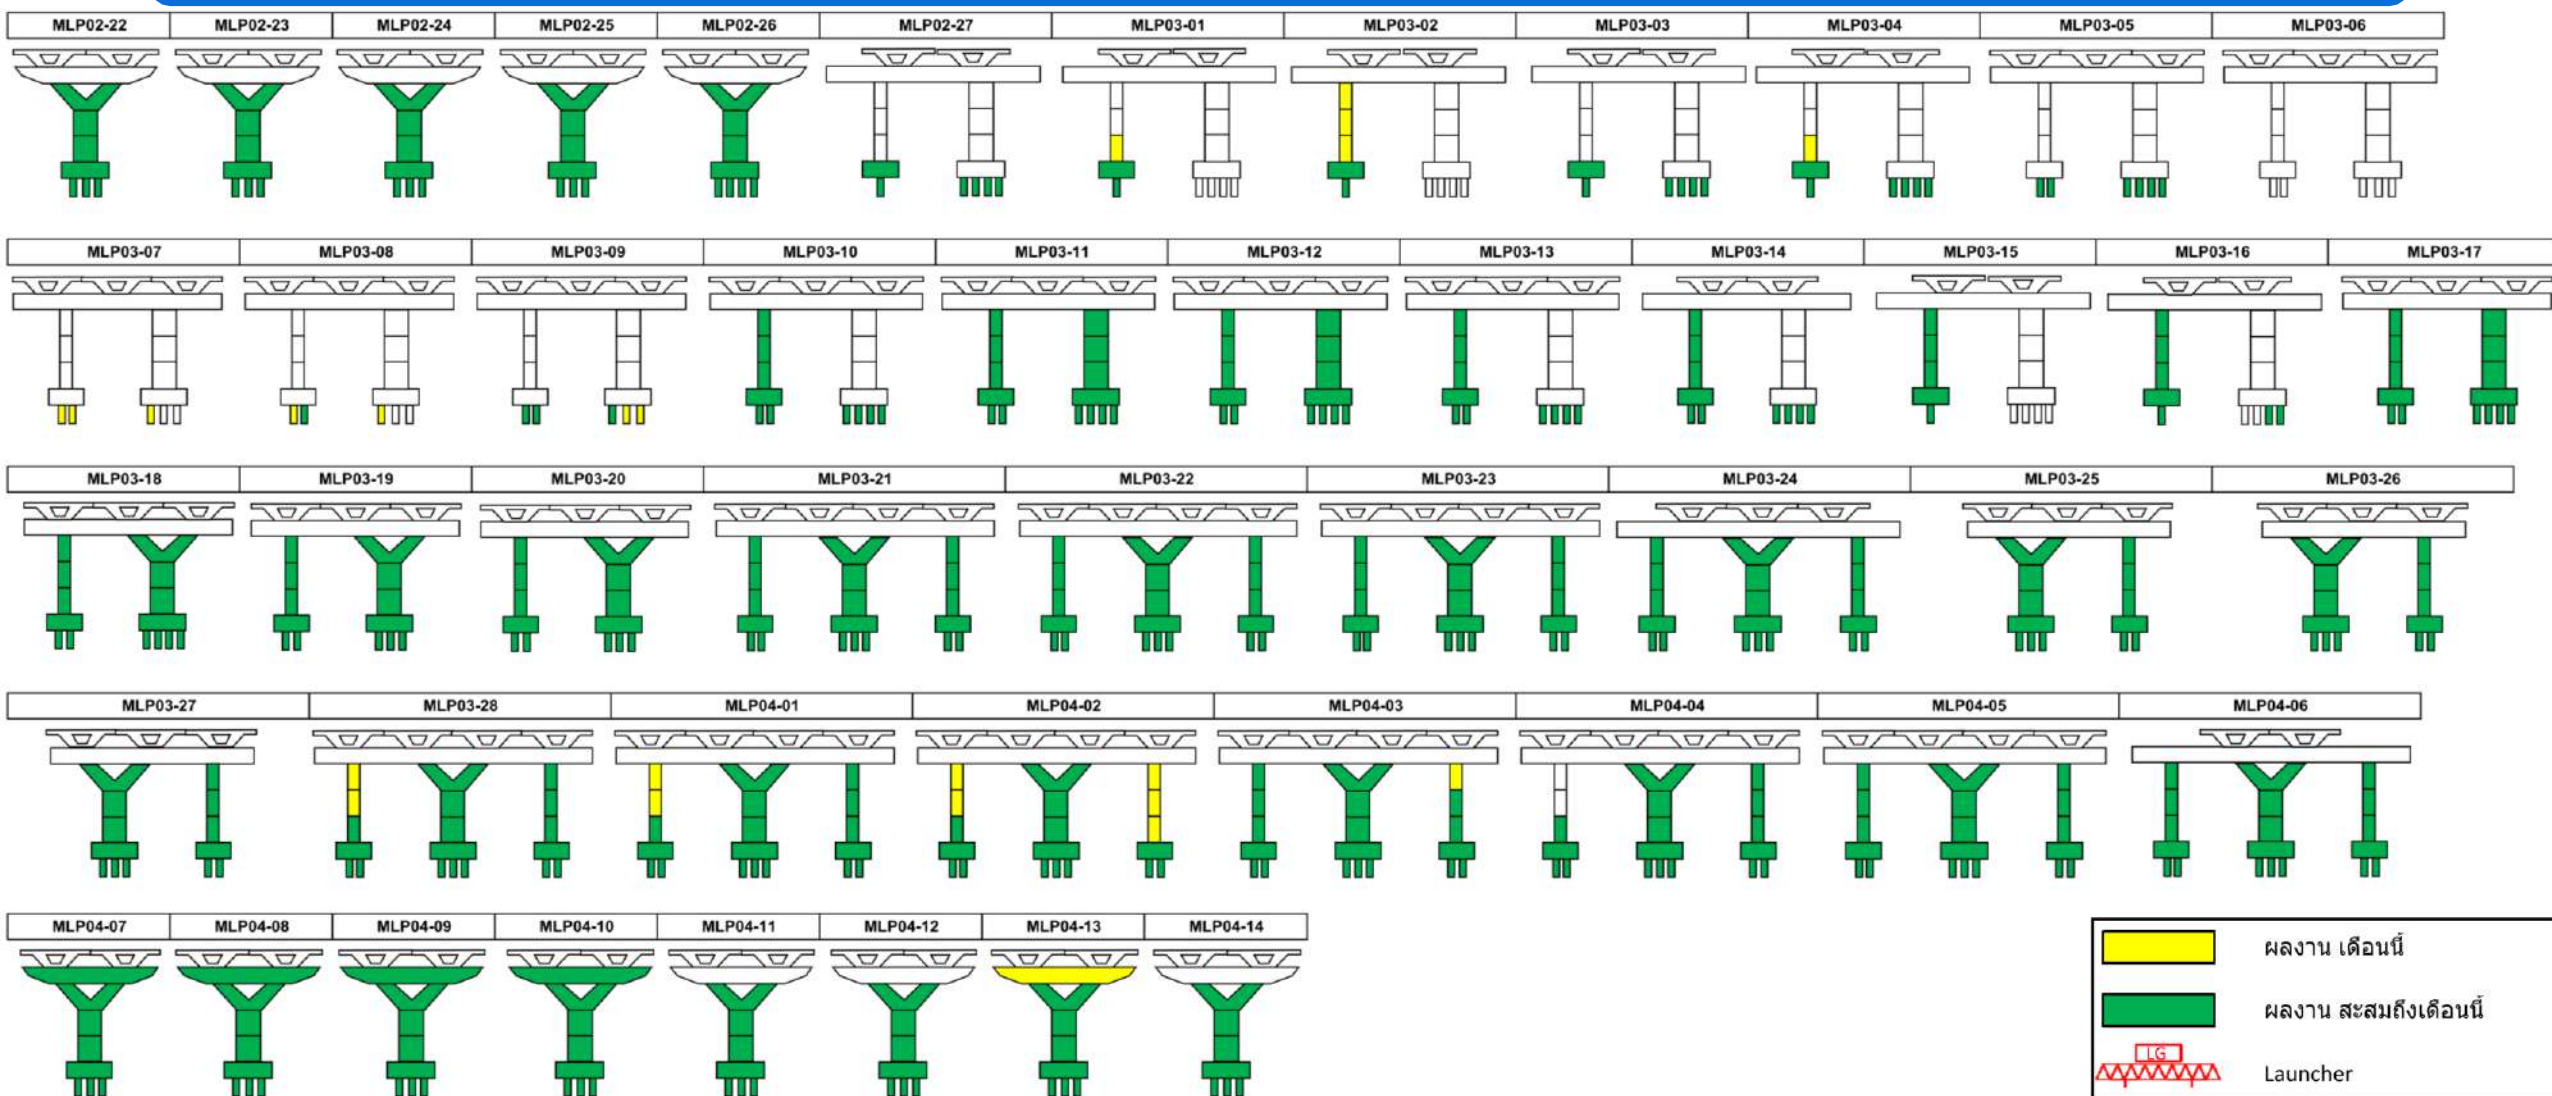 MLP02-22 MLP02-23 MLP02-24 MLP02-25 MLP02-26 MLP02-27 MLP03-01 MLP03-02 MLP03-03 MLP03-04 MLP03-05 MLP03-06
MLP03-07 MLP03-08 MLP03-09 MLP03-10 MLP03-11 MLP03-12 MLP03-13 MLP03-14 MLP03-15 MLP03-16 MLP03-17
MLP03-18 MLP03-19 MLP03-20 MLP03-21 MLP03-22 MLP03-23 MLP03-24 MLP03-25 MLP03-26
MLP03-27 MLP03-28 MLP04-01 MLP04-02 MLP04-03 MLP04-04 MLP04-05 MLP04-06
MLP04-07 MLP04-08 MLP04-09 MLP04-10 MLP04-11 MLP04-12 MLP04-13 MLP04-14
ผลงาน เดือนนี้
ผลงาน สะสมถึงเดือนนี้
LG
Launcher